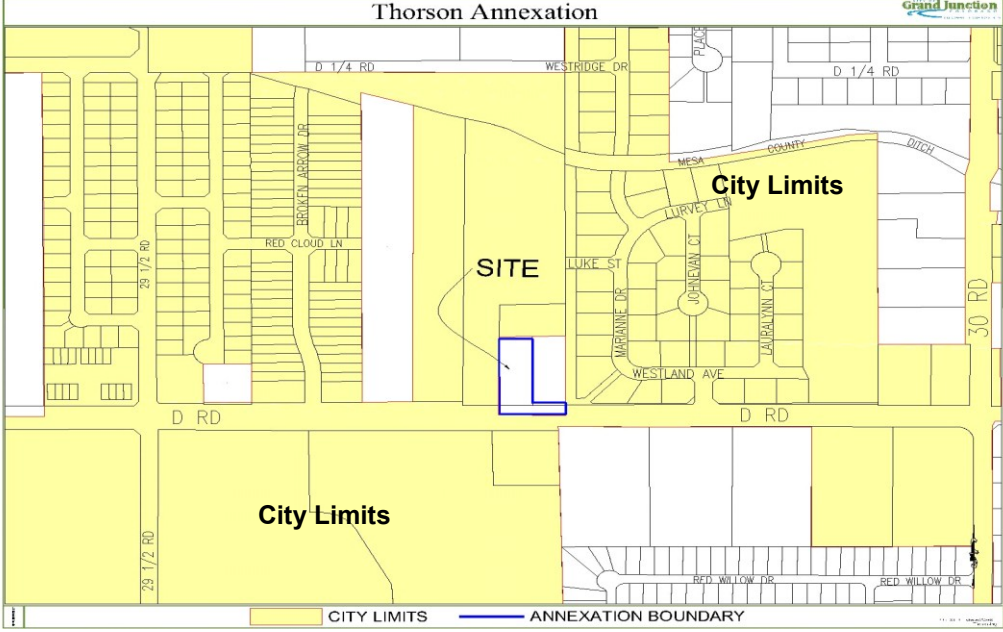 Thorson Annexation
Grand Junction
D 1/4 RD
WESTRIDGE DR
PLACE
D 1/4 RD
BROKEN ARROW DR
MESA
COUNTY
DITCH
City Limits
LURVEY LN
RED CLOUD LN
29 1/2 RD
SITE
LUKE ST
JOHNEVAN CT
MARIANNE DR
LAURALYNN CT
30 RD
WESTLAND AVE
D RD
D RD
City Limits
29 1/2 RD
RED WILLOW DR
RED WILLOW DR
CITY LIMITS
ANNEXATION BOUNDARY